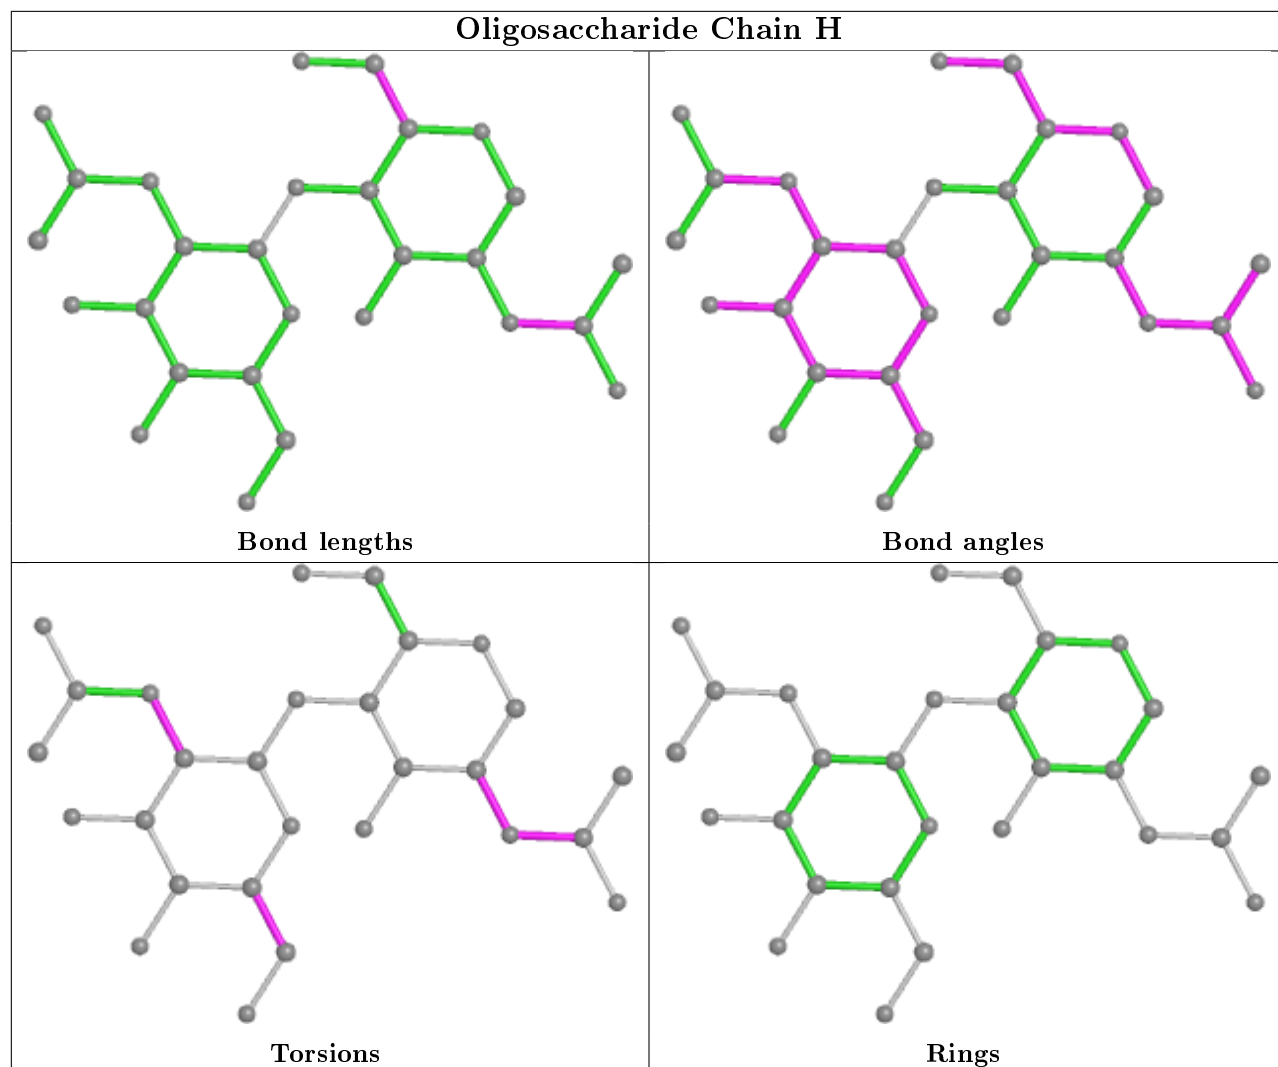 Oligosaccharide Chain H
Bond lengths
Bond angles
Torsions
Rings